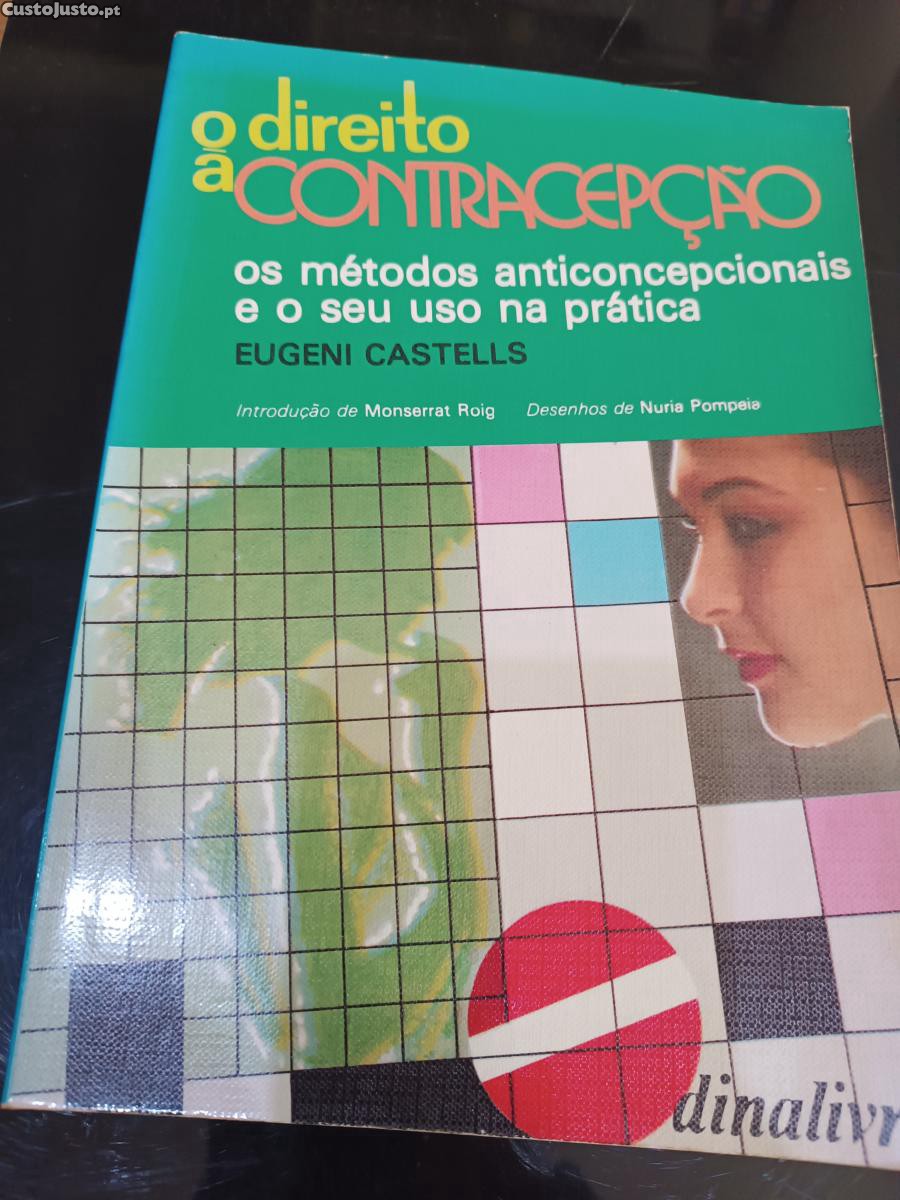 CustoJusto.pt
o direito
à CONTRACEPÇÃO
os métodos anticoncepcionais
e o seu uso na prática
EUGENI CASTELLS
Introdução de Monserrat Roig Desenhos de Nuria Pompeia
dinalivr